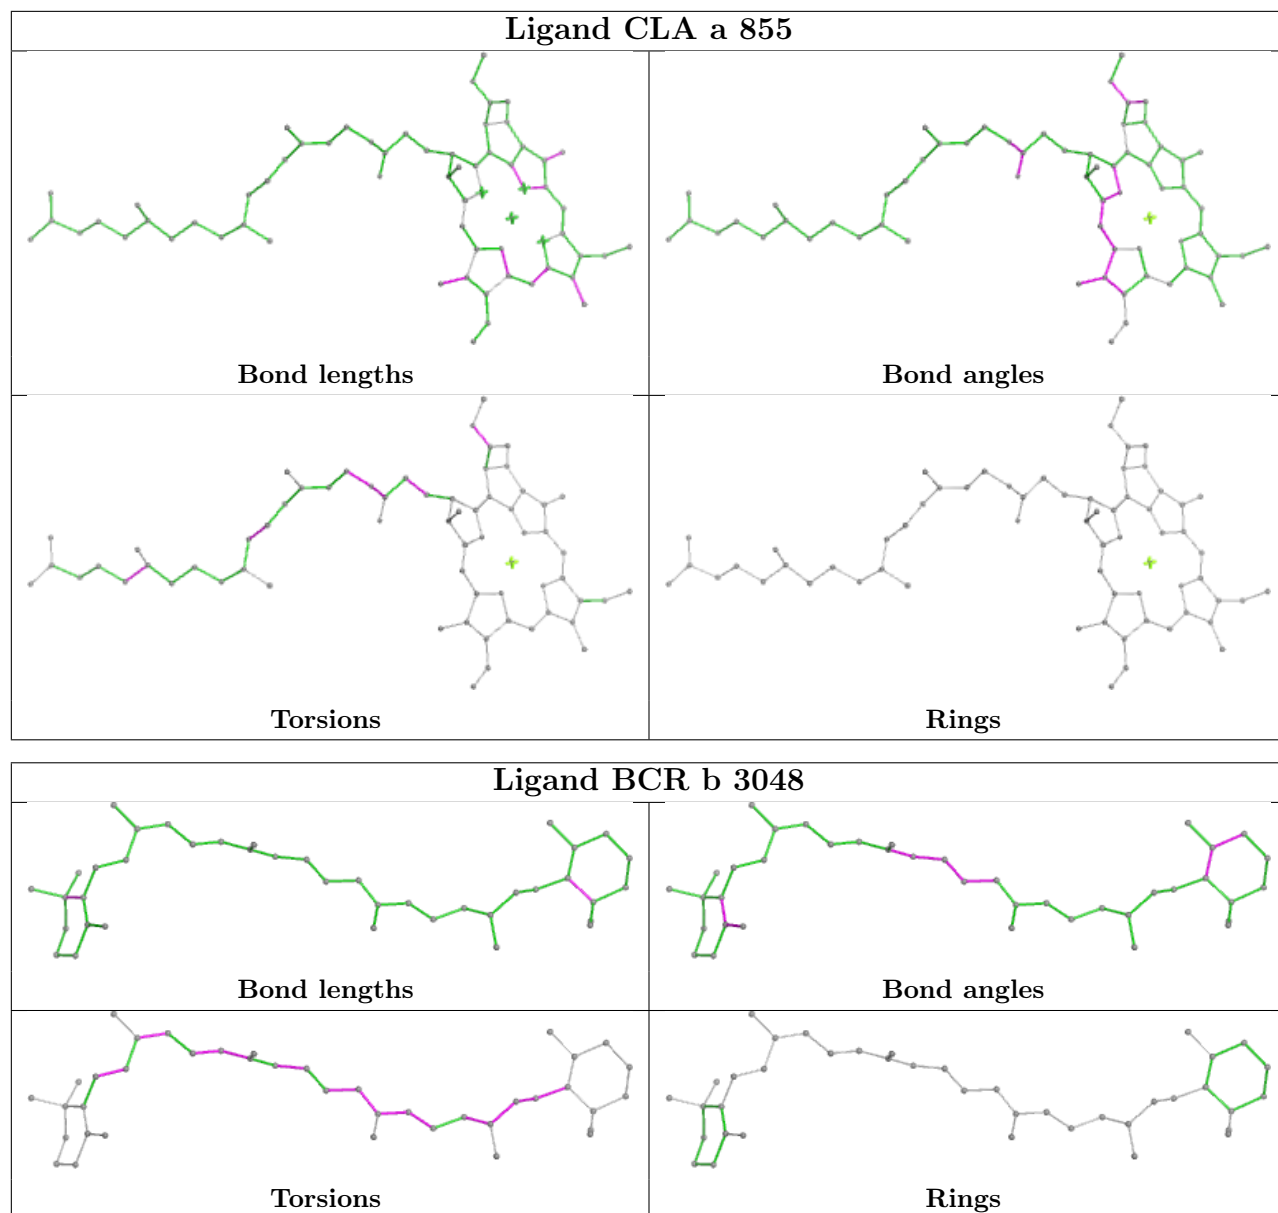 Ligand CLA a 855
Bond lengths
Bond angles
Torsions
Rings
Ligand BCR b 3048
Bond lengths
Bond angles
Torsions
Rings